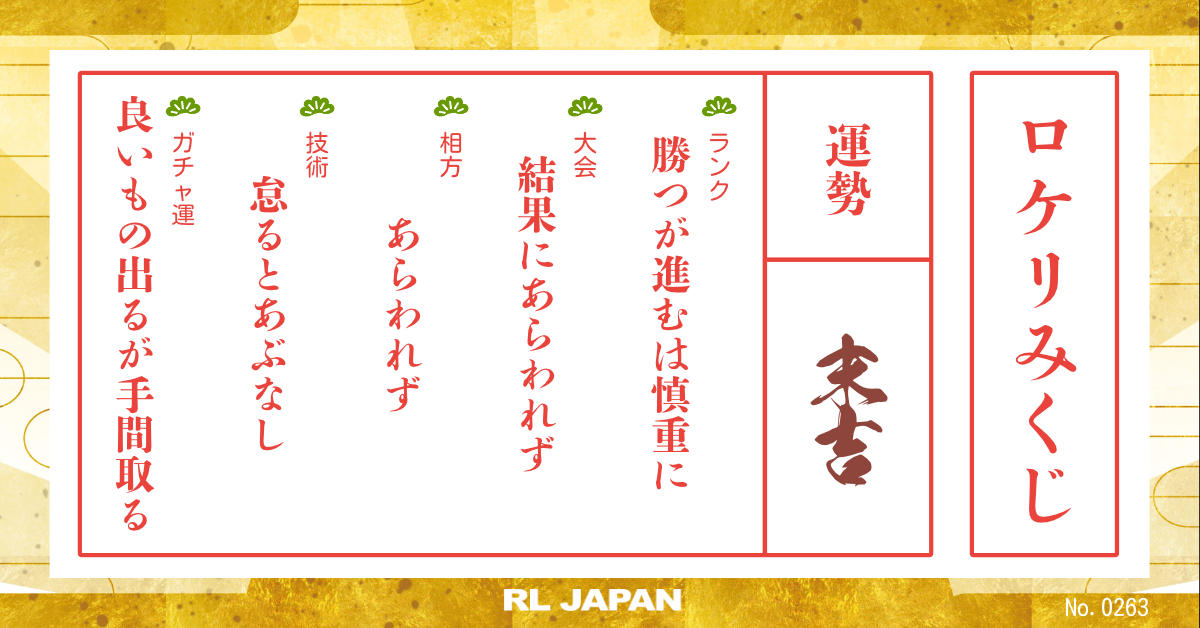 ロケリみくじ
運勢
末吉
ランク
勝つが進むは慎重に
大会
結果にあらわれず
相方
あらわれず
技術
怠るとあぶなし
ガチャ運
良いもの出るが手間取る
RL JAPAN
No. 0263